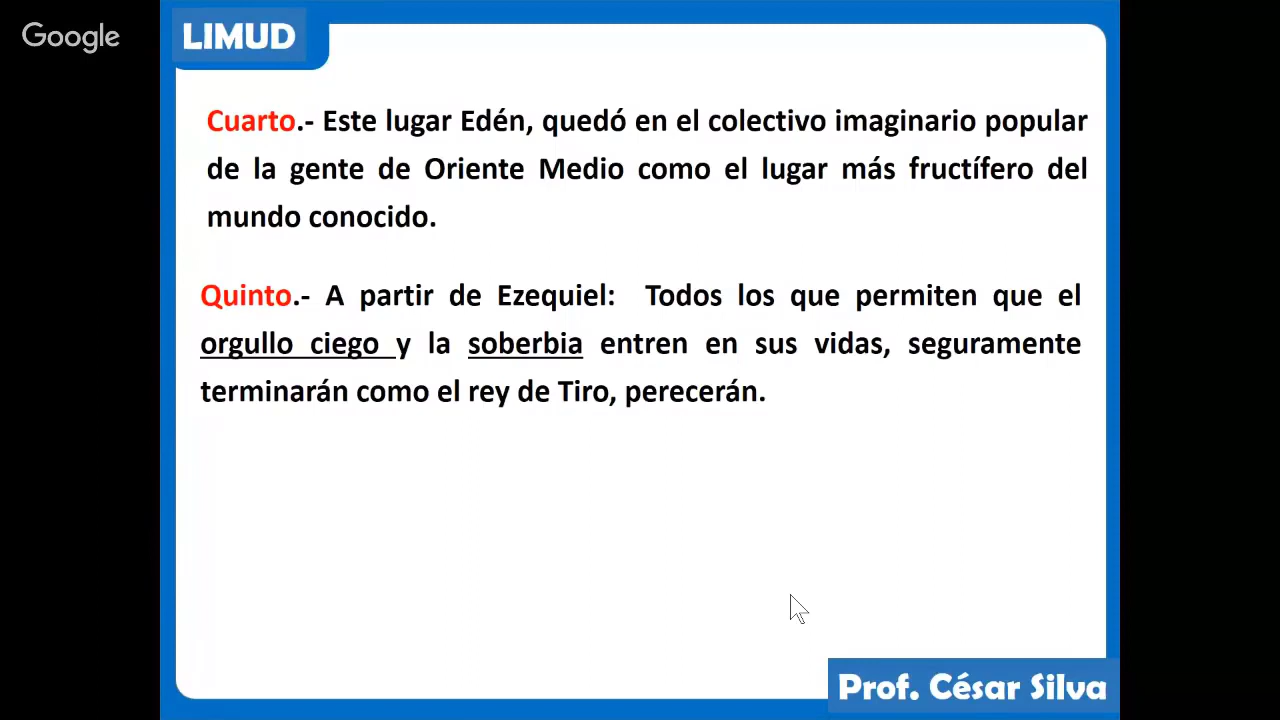 Google
LIMUD
Cuarto.- Este lugar Edén, quedó en el colectivo imaginario popular
de la gente de Oriente Medio como el lugar más fructífero del
mundo conocido.
Quinto.- A partir de Ezequiel: Todos los que permiten que el
orgullo ciego y la soberbia entren en sus vidas, seguramente
terminarán como el rey de Tiro, perecerán.
Prof. César Silva